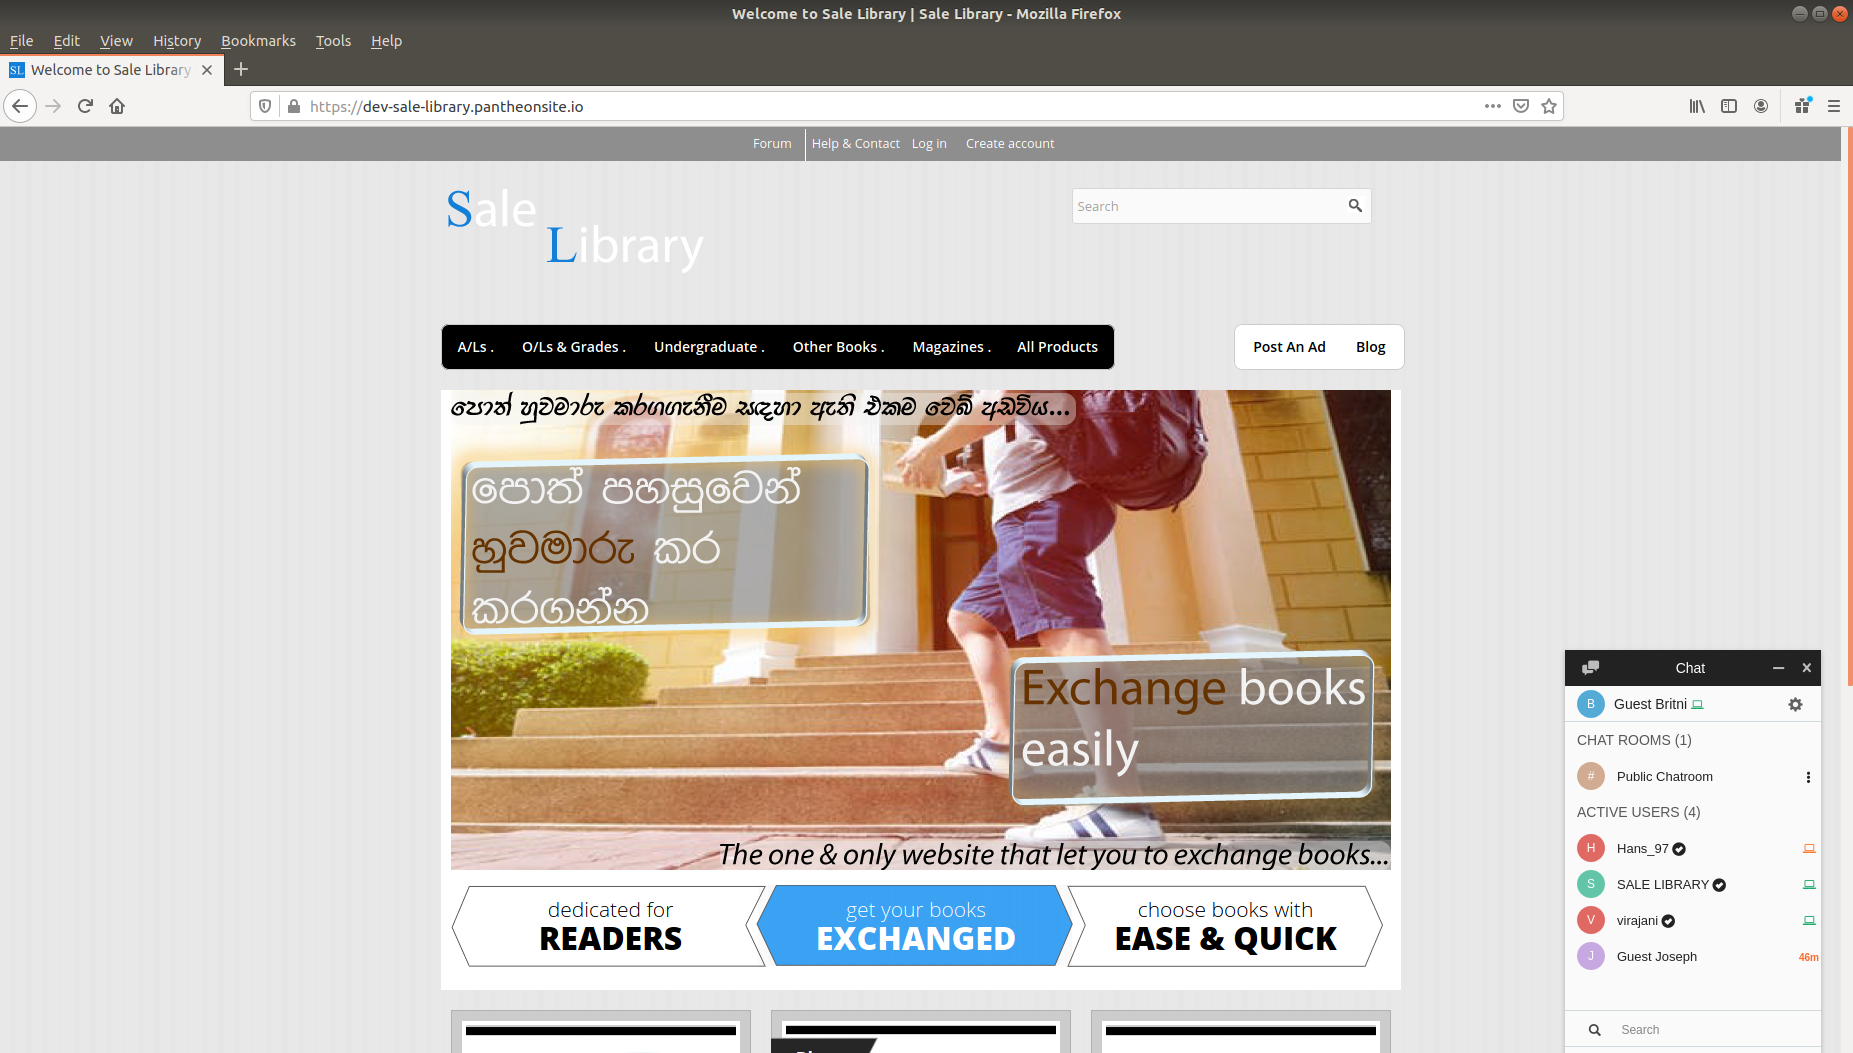 Welcome to Sale Library | Sale Library - Mozilla Firefox
File Edit View History Bookmarks Tools Help
SL Welcome to Sale Library
https://dev-sale-library.pantheonsite.io
Forum Help & Contact Log in Create account
Sale
Library
Search
A/Ls . O/Ls & Grades . Undergraduate . Other Books . Magazines . All Products
Post An Ad Blog
පොත් හුවමාරු කරගගැනීම සඳහා ඇති එකම වෙබ් අඩවිය...
පොත් පහසුවෙන්
හුවමාරු කර
කරගන්න
Exchange books
easily
The one & only website that let you to exchange books...
dedicated for
READERS
get your books
EXCHANGED
choose books with
EASE & QUICK
Chat
B Guest Britni
CHAT ROOMS (1)
# Public Chatroom
ACTIVE USERS (4)
H Hans_97
S SALE LIBRARY
V virajani
J Guest Joseph 46m
Search